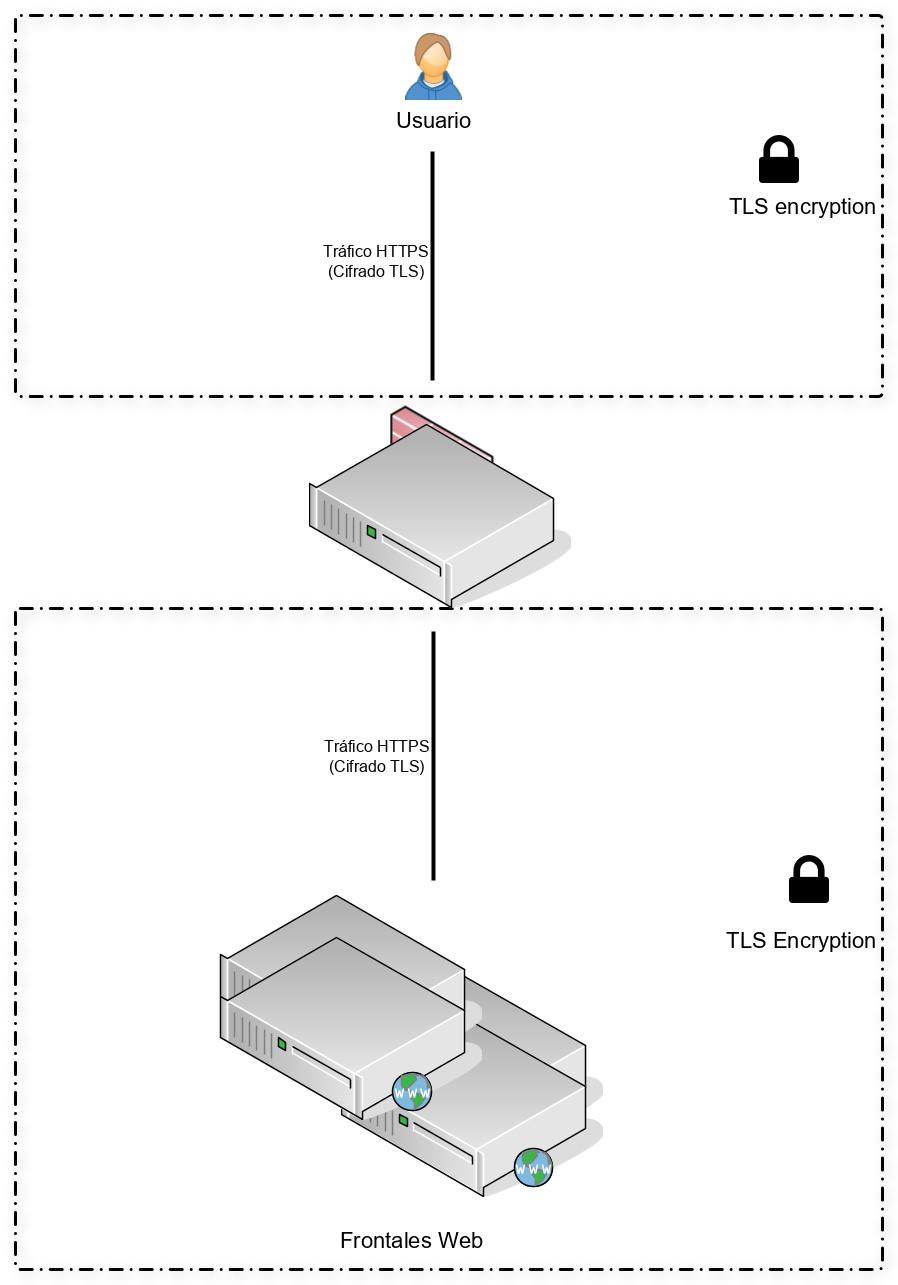 Usuario
TLS encryption
Tráfico HTTPS
(Cifrado TLS)
Tráfico HTTPS
(Cifrado TLS)
TLS Encryption
WWW
WWW
Frontales Web